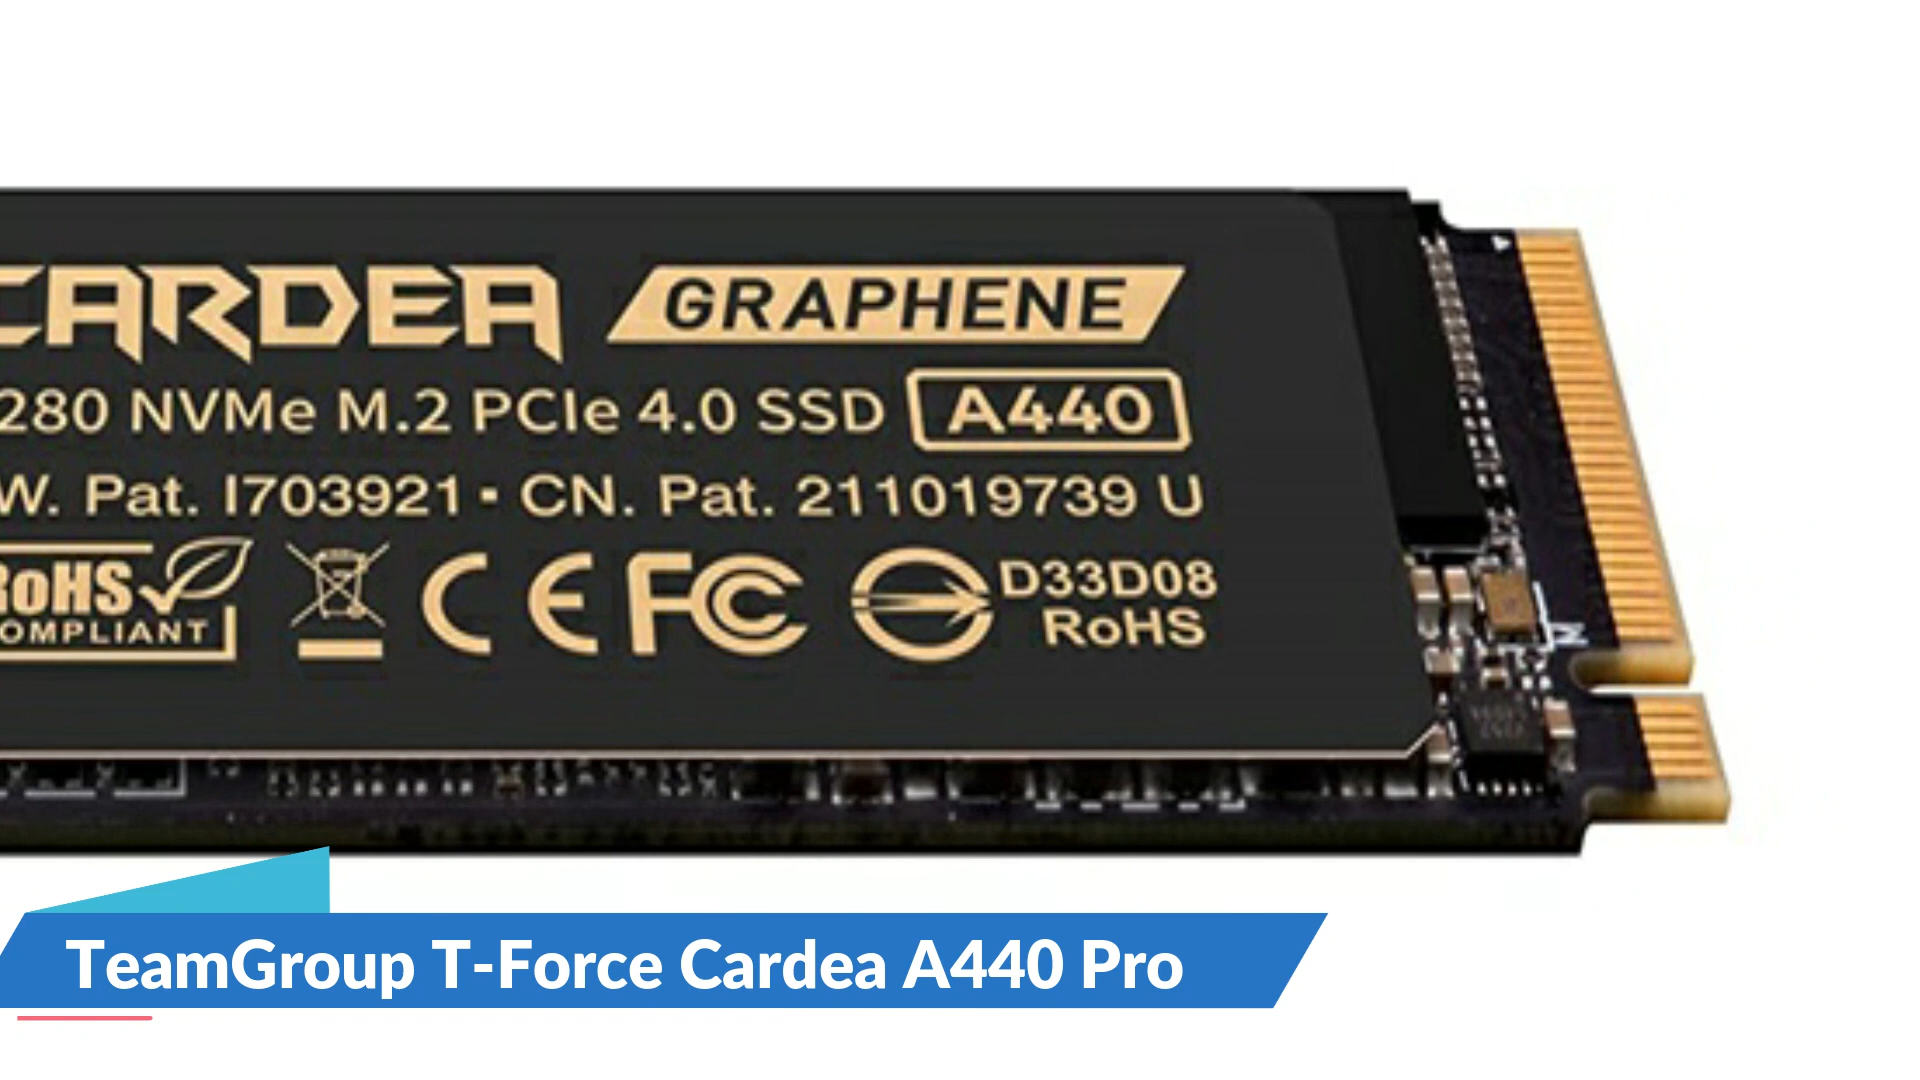 CARDEA GRAPHENE
280 NVMe M.2 PCIe 4.0 SSD A440
W. Pat. I703921 · CN. Pat. 211019739 U
RoHS
OMPLIANT
CE FC D33D08
RoHS
TeamGroup T-Force Cardea A440 Pro